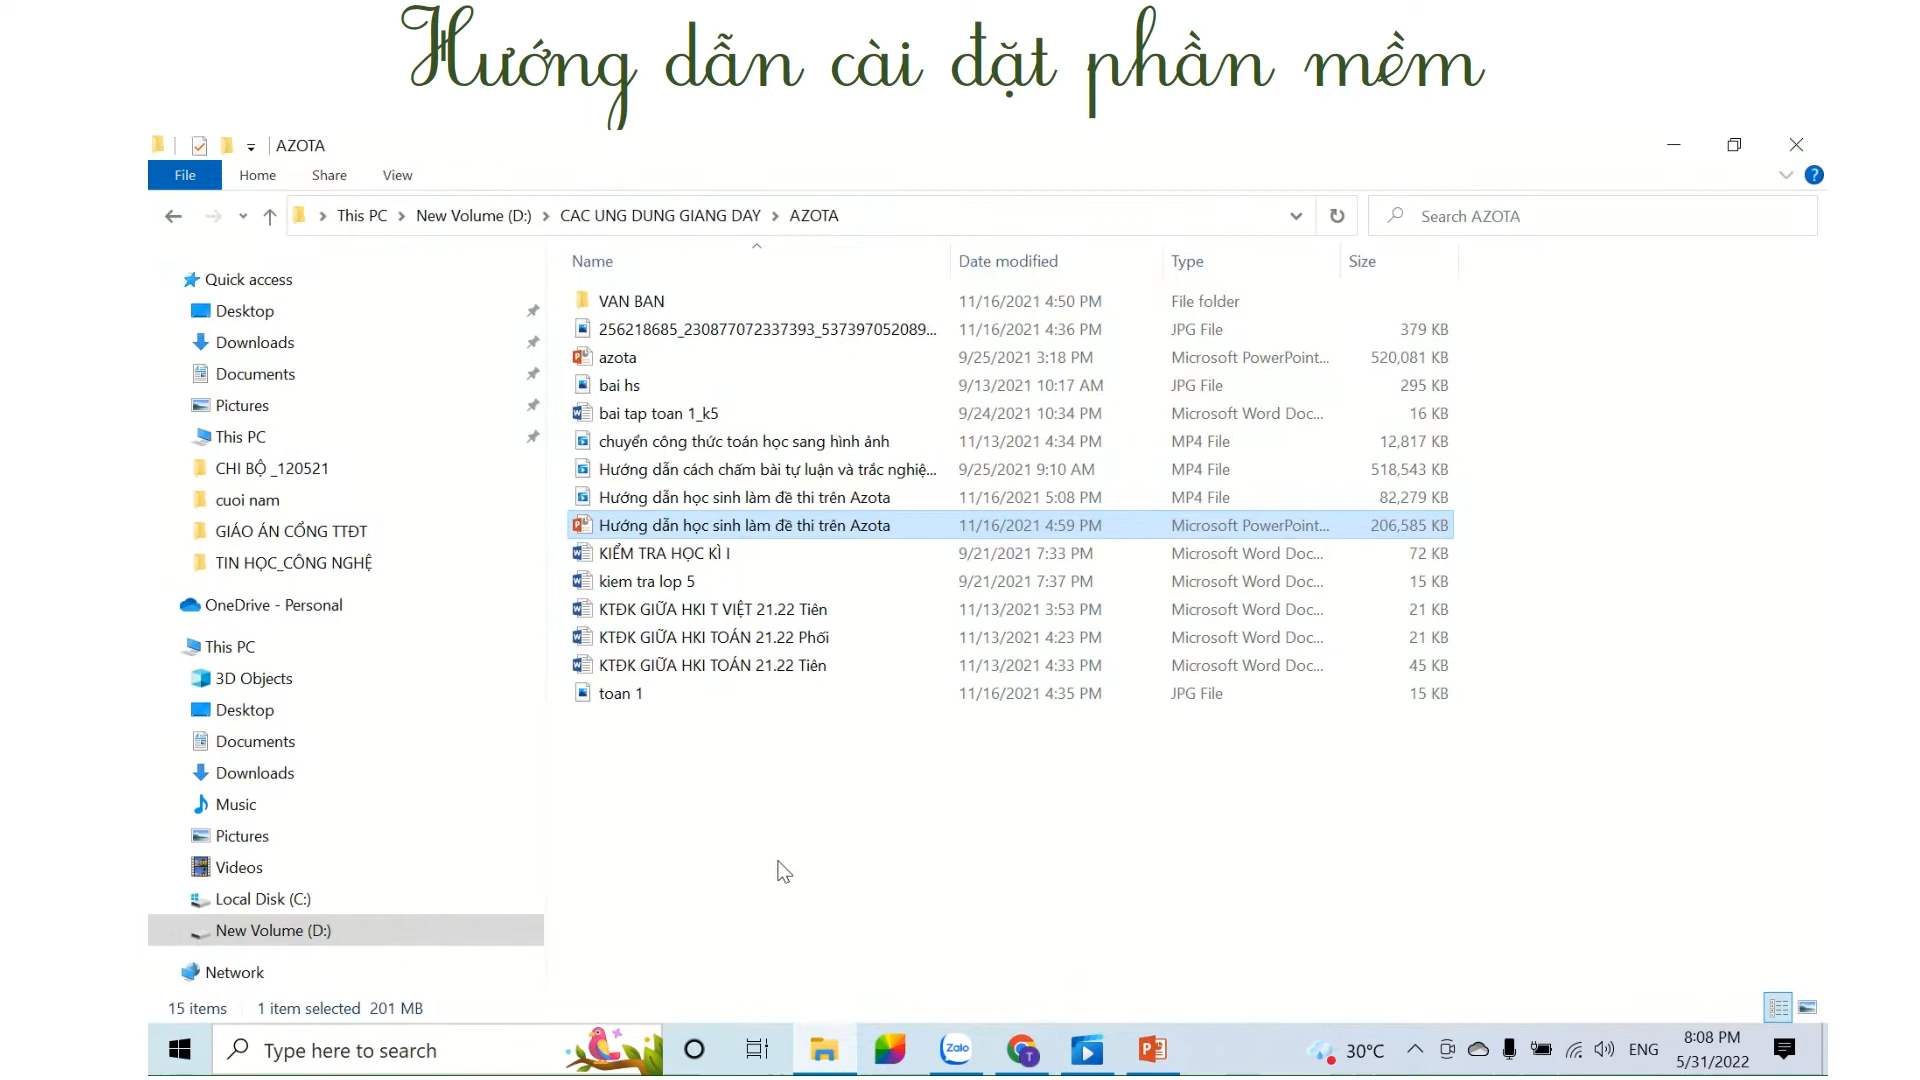 Hướng dẫn cài đặt phần mềm
AZOTA
File Home Share View
This PC New Volume (D:) CAC UNG DUNG GIANG DAY AZOTA Search AZOTA
Name Date modified Type Size
Quick access
Desktop
Downloads
Documents
Pictures
This PC
CHI BỘ _120521
cuoi nam
GIÁO ÁN CỔNG TTĐT
TIN HỌC_CÔNG NGHỆ
OneDrive - Personal
This PC
3D Objects
Desktop
Documents
Downloads
Music
Pictures
Videos
Local Disk (C:)
New Volume (D:)
Network
VAN BAN 11/16/2021 4:50 PM File folder
256218685_230877072337393_537397052089... 11/16/2021 4:36 PM JPG File 379 KB
azota 9/25/2021 3:18 PM Microsoft PowerPoint... 520,081 KB
bai hs 9/13/2021 10:17 AM JPG File 295 KB
bai tap toan 1_k5 9/24/2021 10:34 PM Microsoft Word Doc... 16 KB
chuyển công thức toán học sang hình ảnh 11/13/2021 4:34 PM MP4 File 12,817 KB
Hướng dẫn cách chấm bài tự luận và trắc nghiệ... 9/25/2021 9:10 AM MP4 File 518,543 KB
Hướng dẫn học sinh làm đề thi trên Azota 11/16/2021 5:08 PM MP4 File 82,279 KB
Hướng dẫn học sinh làm đề thi trên Azota 11/16/2021 4:59 PM Microsoft PowerPoint... 206,585 KB
KIỂM TRA HỌC KÌ I 9/21/2021 7:33 PM Microsoft Word Doc... 72 KB
kiem tra lop 5 9/21/2021 7:37 PM Microsoft Word Doc... 15 KB
KTĐK GIỮA HKI T VIỆT 21.22 Tiên 11/13/2021 3:53 PM Microsoft Word Doc... 21 KB
KTĐK GIỮA HKI TOÁN 21.22 Phối 11/13/2021 4:23 PM Microsoft Word Doc... 21 KB
KTĐK GIỮA HKI TOÁN 21.22 Tiên 11/13/2021 4:33 PM Microsoft Word Doc... 45 KB
toan 1 11/16/2021 4:35 PM JPG File 15 KB
15 items 1 item selected 201 MB
Type here to search Zalo T 30°C ENG 8:08 PM
5/31/2022